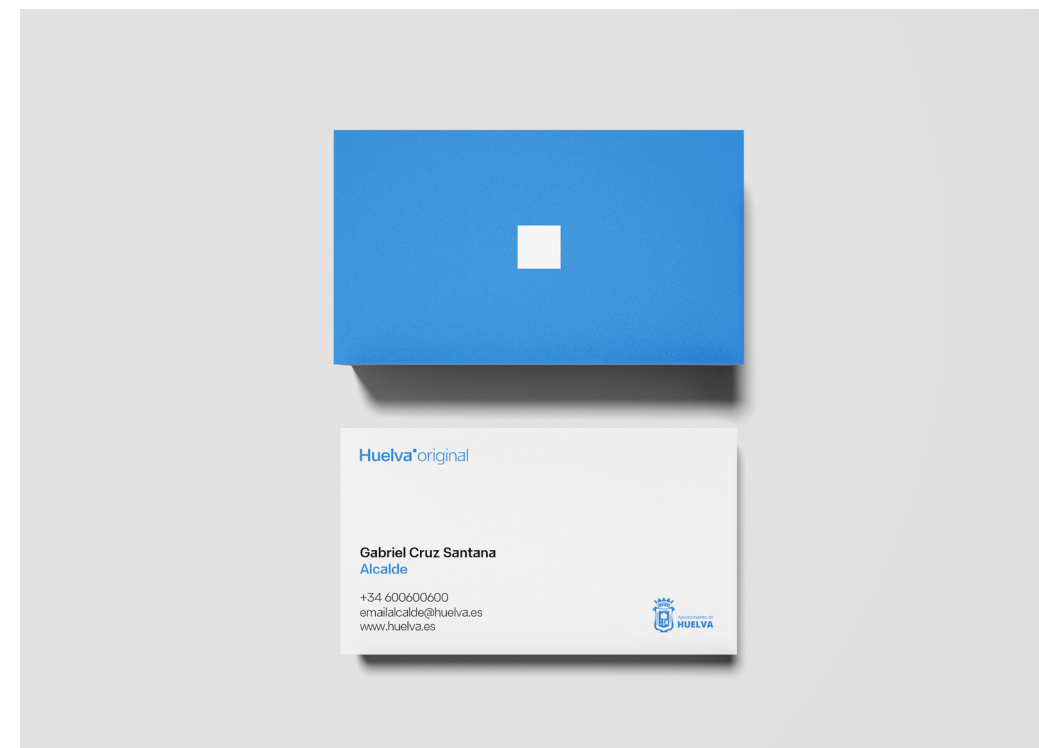 Huelva original
Gabriel Cruz Santana
Alcalde
+34 600600600
emailalcalde@huelva.es
www.huelva.es
Ayuntamiento de
HUELVA